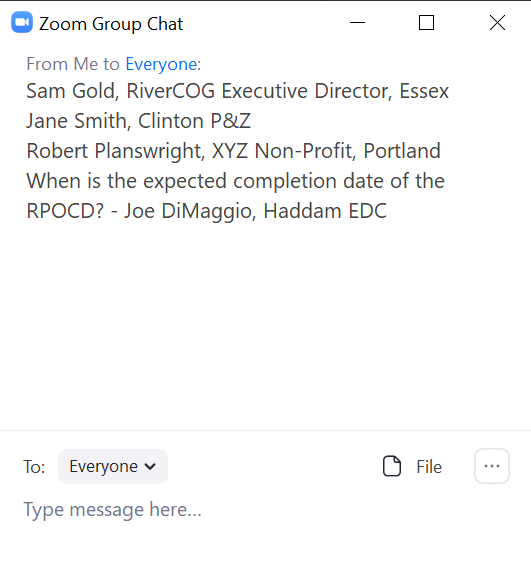 Zoom Group Chat
From Me to Everyone:
Sam Gold, RiverCOG Executive Director, Essex
Jane Smith, Clinton P&Z
Robert Planswright, XYZ Non-Profit, Portland
When is the expected completion date of the
RPOCD? - Joe DiMaggio, Haddam EDC
To: Everyone File
Type message here...